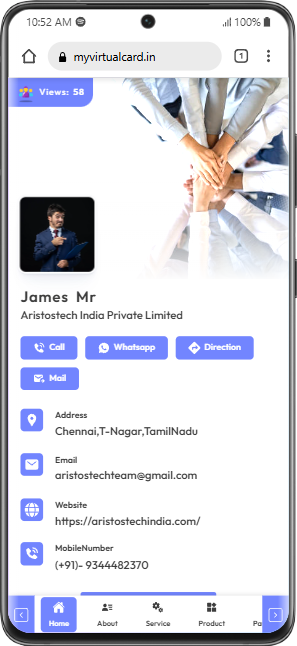 10:52 AM
100%
myvirtualcard.in
1
Views: 58
James Mr
Aristostech India Private Limited
Call
Whatsapp
Direction
Mail
Address
Chennai,T-Nagar,TamilNadu
Email
aristostechteam@gmail.com
Website
https://aristostechindia.com/
MobileNumber
(+91)- 9344482370
Home
About
Service
Product
Pa